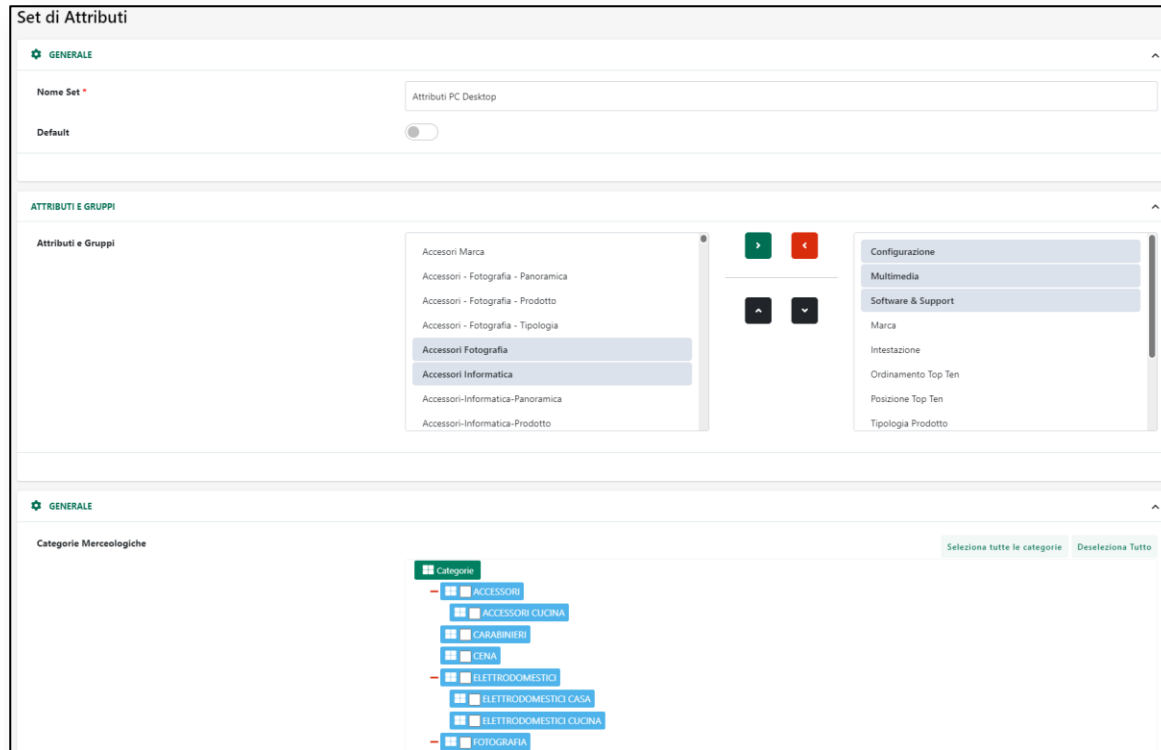 Set di Attributi
GENERALE
Nome Set *
Attributi PC Desktop
Default
ATTRIBUTI E GRUPPI
Attributi e Gruppi
Accesori Marca
Accessori - Fotografia - Panoramica
Accessori - Fotografia - Prodotto
Accessori - Fotografia - Tipologia
Accessori Fotografia
Accessori Informatica
Accessori-Informatica-Panoramica
Accessori-Informatica-Prodotto
Configurazione
Multimedia
Software & Support
Marca
Intestazione
Ordinamento Top Ten
Posizione Top Ten
Tipologia Prodotto
GENERALE
Categorie Merceologiche
Seleziona tutte le categorie Deseleziona Tutto
Categorie
ACCESSORI
ACCESSORI CUCINA
CARABINIERI
CENA
ELETTRODOMESTICI
ELETTRODOMESTICI CASA
ELETTRODOMESTICI CUCINA
FOTOGRAFIA